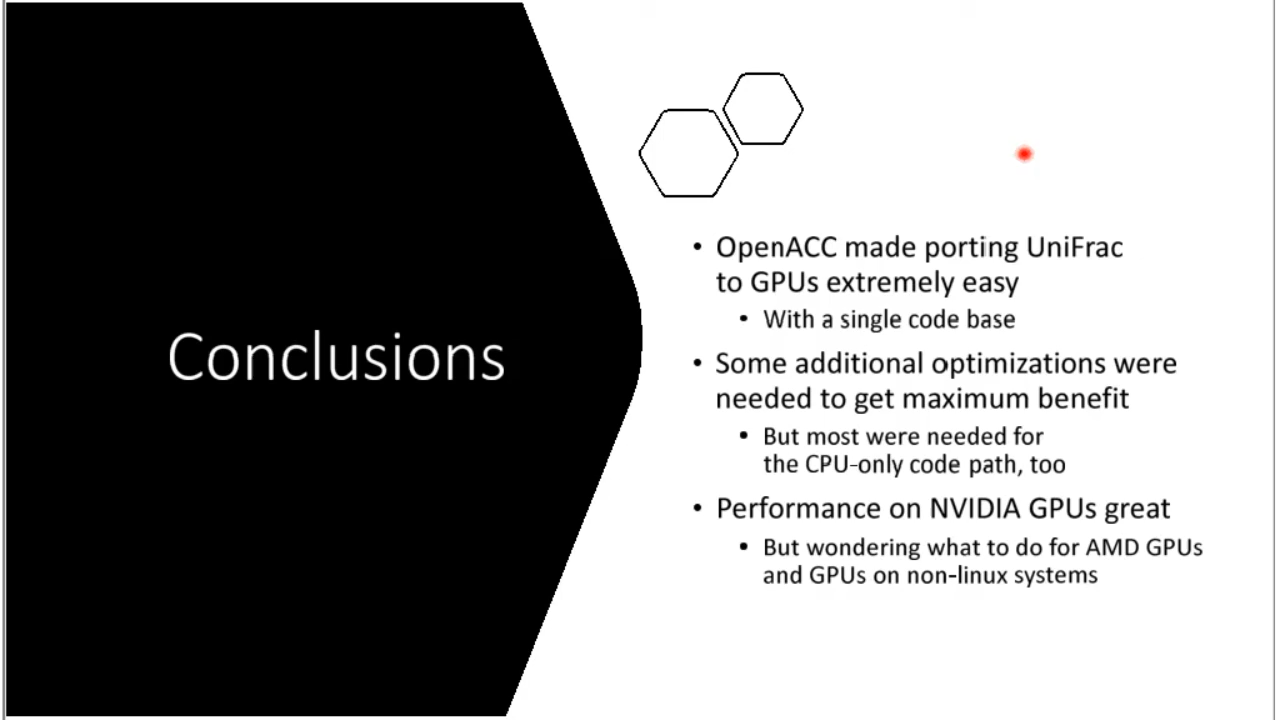 Conclusions
• OpenACC made porting UniFrac
to GPUs extremely easy
• With a single code base
• Some additional optimizations were
needed to get maximum benefit
• But most were needed for
the CPU-only code path, too
• Performance on NVIDIA GPUs great
• But wondering what to do for AMD GPUs
and GPUs on non-linux systems